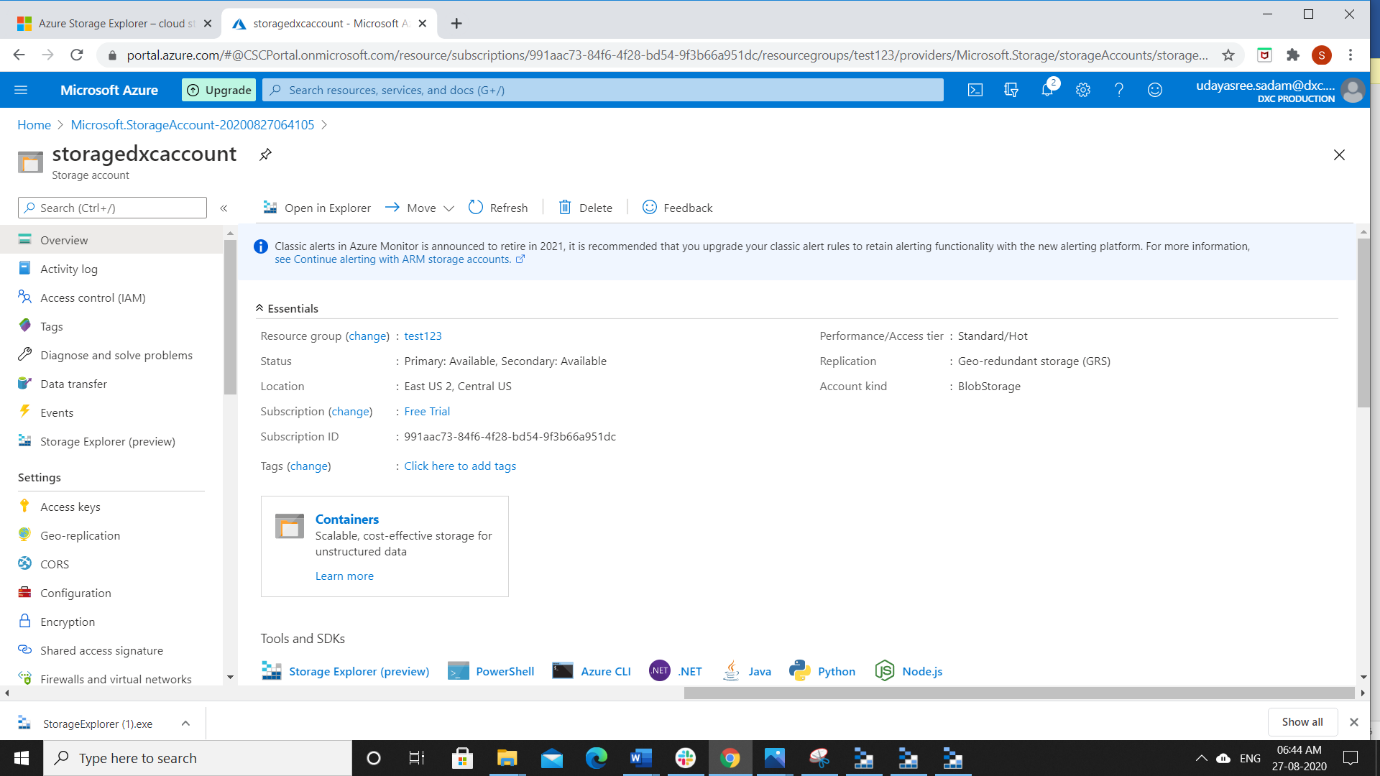 Azure Storage Explorer – cloud st
storagedxcaccount - Microsoft A
portal.azure.com/#@CSCPortal.onmicrosoft.com/resource/subscriptions/991aac73-84f6-4f28-bd54-9f3b66a951dc/resourcegroups/test123/providers/Microsoft.Storage/storageAccounts/storage...
S
Microsoft Azure
Upgrade
Search resources, services, and docs (G+/)
2
udayasree.sadam@dxc....
DXC PRODUCTION
Home > Microsoft.StorageAccount-20200827064105 >
storagedxcaccount
Storage account
Search (Ctrl+/)
«
Open in Explorer
Move
Refresh
Delete
Feedback
Overview
Activity log
Access control (IAM)
Tags
Diagnose and solve problems
Data transfer
Events
Storage Explorer (preview)
Settings
Access keys
Geo-replication
CORS
Configuration
Encryption
Shared access signature
Firewalls and virtual networks
Classic alerts in Azure Monitor is announced to retire in 2021, it is recommended that you upgrade your classic alert rules to retain alerting functionality with the new alerting platform. For more information,
see Continue alerting with ARM storage accounts.
Essentials
Resource group (change) : test123
Status : Primary: Available, Secondary: Available
Location : East US 2, Central US
Subscription (change) : Free Trial
Subscription ID : 991aac73-84f6-4f28-bd54-9f3b66a951dc
Tags (change) : Click here to add tags
Performance/Access tier : Standard/Hot
Replication : Geo-redundant storage (GRS)
Account kind : BlobStorage
Containers
Scalable, cost-effective storage for
unstructured data
Learn more
Tools and SDKs
Storage Explorer (preview)
PowerShell
Azure CLI
NET .NET
Java
Python
Node.js
StorageExplorer (1).exe
Show all
Type here to search
ENG
06:44 AM
27-08-2020